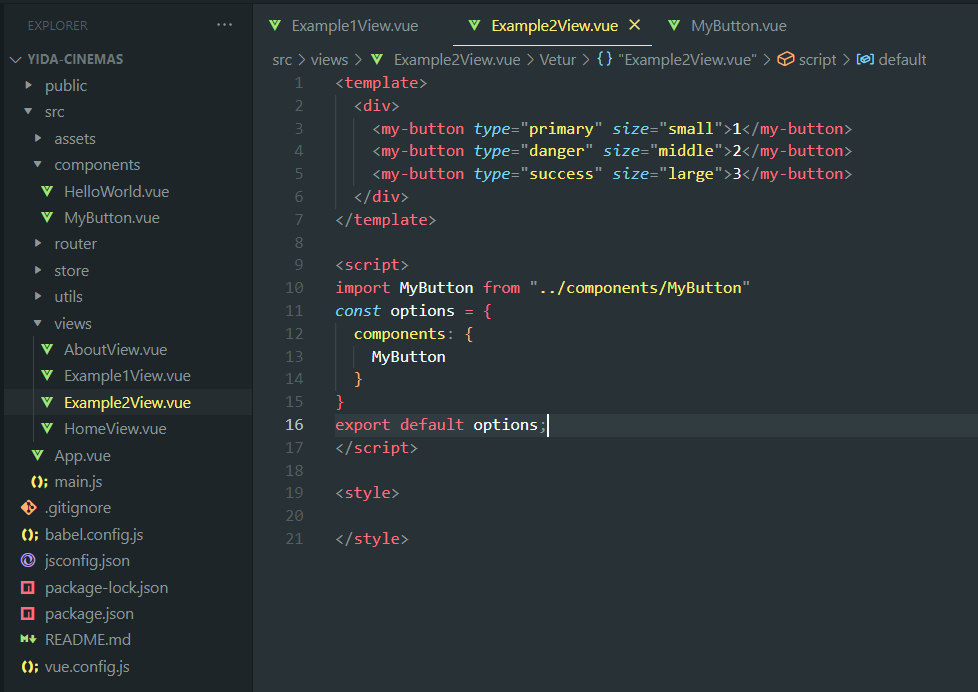 EXPLORER ···
YIDA-CINEMAS
public
src
assets
components
HelloWorld.vue
MyButton.vue
router
store
utils
views
AboutView.vue
Example1View.vue
Example2View.vue
HomeView.vue
App.vue
main.js
.gitignore
babel.config.js
jsconfig.json
package-lock.json
package.json
README.md
vue.config.js
Example1View.vue Example2View.vue × MyButton.vue
src > views > Example2View.vue > Vetur > {} "Example2View.vue" > script > default
1 <template>
2 <div>
3 <my-button type="primary" size="small">1</my-button>
4 <my-button type="danger" size="middle">2</my-button>
5 <my-button type="success" size="large">3</my-button>
6 </div>
7 </template>
8
9 <script>
10 import MyButton from "../components/MyButton"
11 const options = {
12 components: {
13 MyButton
14 }
15 }
16 export default options;
17 </script>
18
19 <style>
20
21 </style>